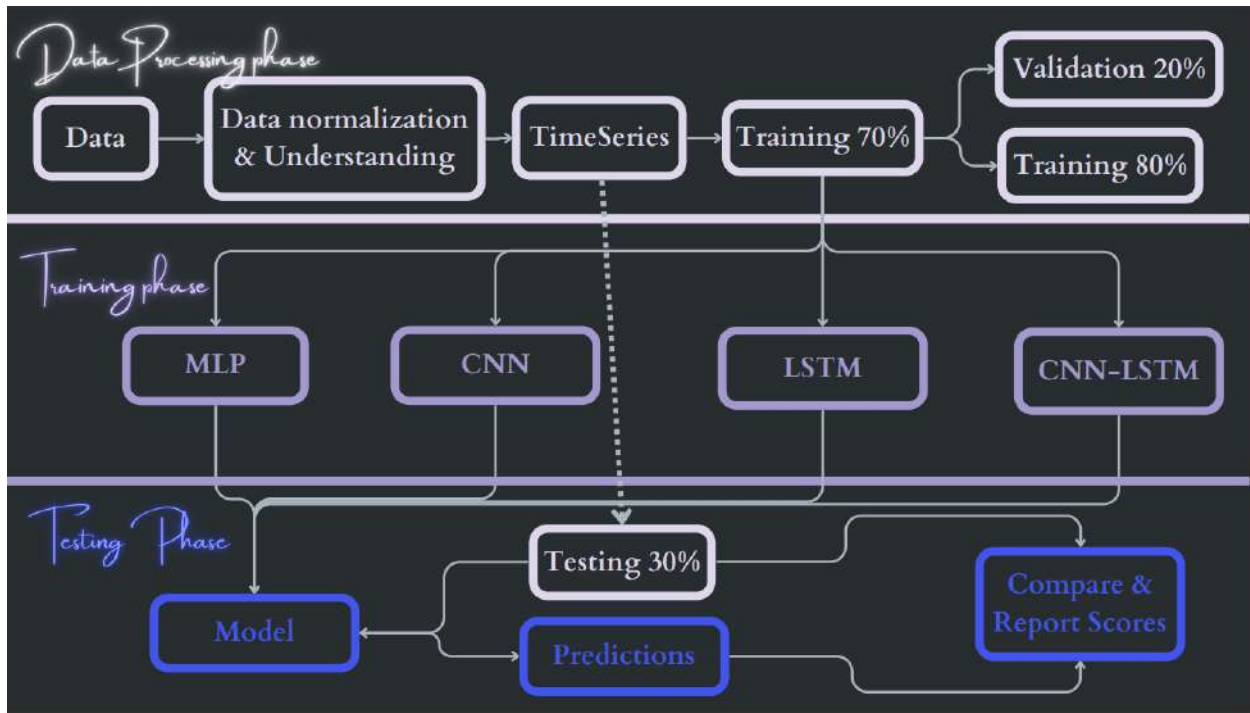 Data Processing phase
Data
Data normalization
& Understanding
TimeSeries
Training 70%
Validation 20%
Training 80%
Training phase
MLP
CNN
LSTM
CNN-LSTM
Testing Phase
Testing 30%
Model
Predictions
Compare &
Report Scores